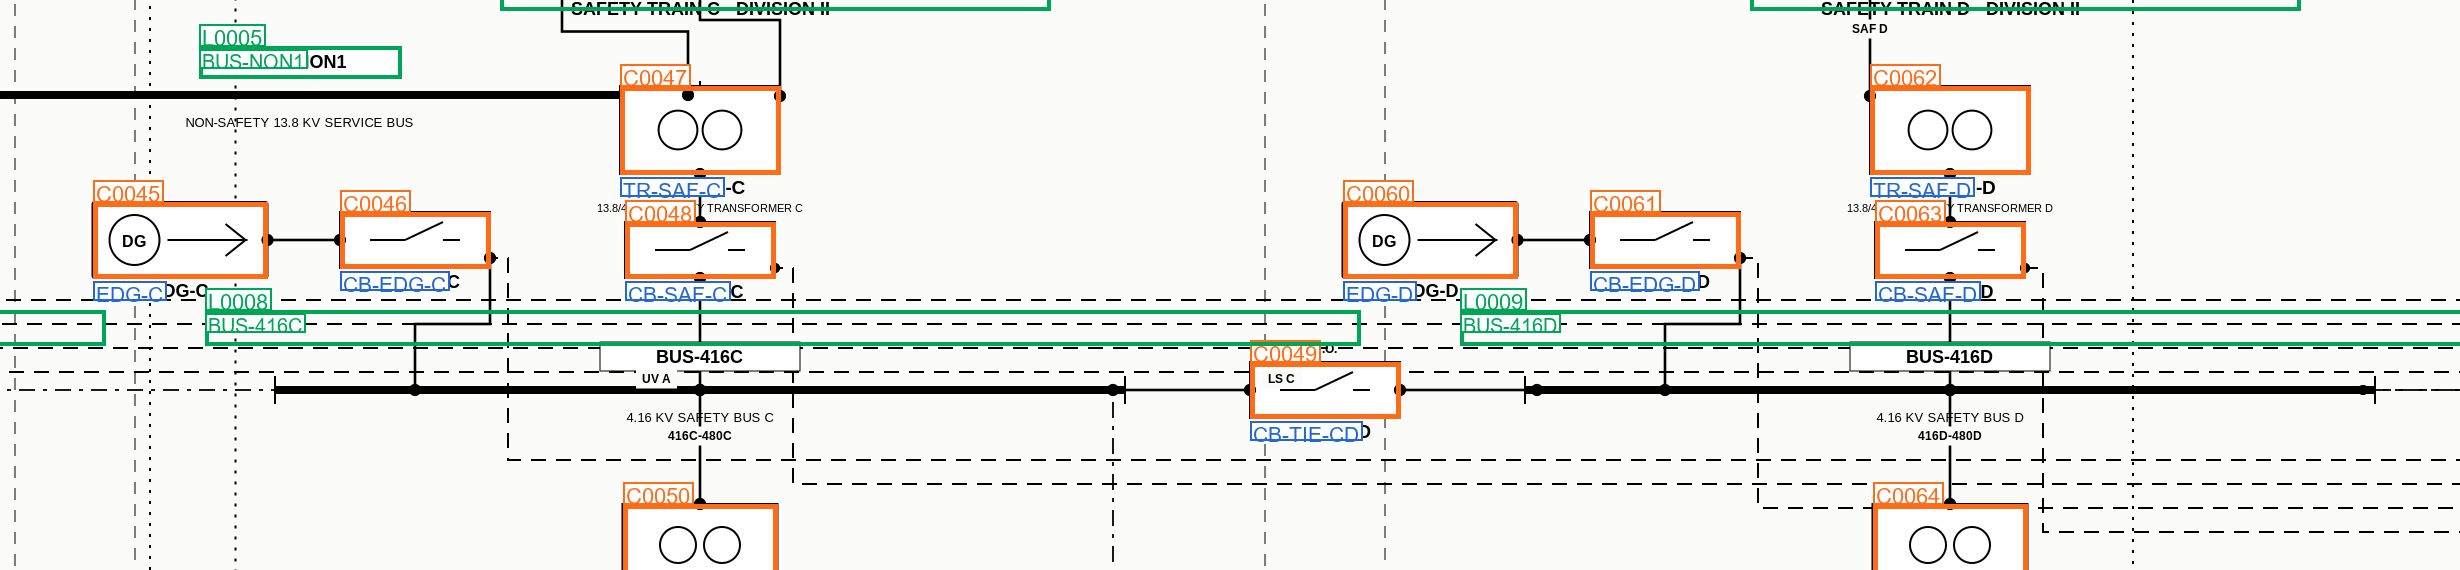 SAFETY TRAIN C DIVISION II
SAFETY TRAIN D DIVISION II
SAF D
L0005
BUS-NON1
ON1
NON-SAFETY 13.8 KV SERVICE BUS
C0047
C0062
TR-SAF-C
-C
TR-SAF-D
-D
13.8/4
Y TRANSFORMER C
13.8/4
Y TRANSFORMER D
C0045
C0046
C0048
C0060
C0061
C0063
DG
DG
EDG-C
DG-C
CB-EDG-C
C
CB-SAF-C
C
EDG-D
DG-D
CB-EDG-D
D
CB-SAF-D
D
L0008
BUS-416C
L0009
BUS-416D
BUS-416C
UV A
C0049
LS C
CB-TIE-CD
D
BUS-416D
4.16 KV SAFETY BUS C
416C-480C
4.16 KV SAFETY BUS D
416D-480D
C0050
C0064